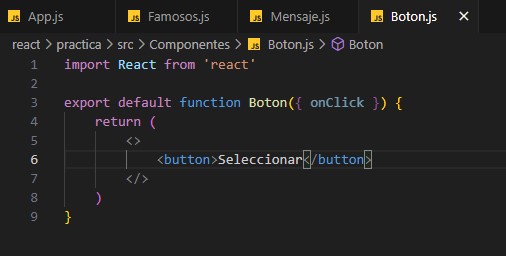 JS App.js JS Famosos.js JS Mensaje.js JS Boton.js ×
react > practica > src > Componentes > JS Boton.js > Boton
1 import React from 'react'
2
3 export default function Boton({ onClick }) {
4 return (
5 <>
6 <button>Seleccionar</button>
7 </>
8 )
9 }